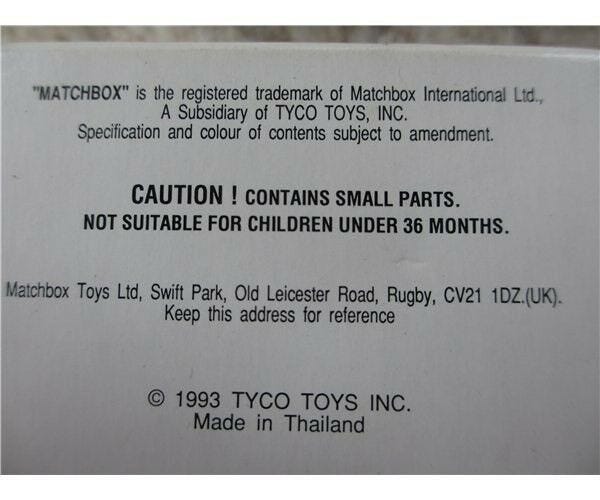 "MATCHBOX" is the registered trademark of Matchbox International Ltd.,
A Subsidiary of TYCO TOYS, INC.
Specification and colour of contents subject to amendment.
CAUTION ! CONTAINS SMALL PARTS.
NOT SUITABLE FOR CHILDREN UNDER 36 MONTHS.
Matchbox Toys Ltd, Swift Park, Old Leicester Road, Rugby, CV21 1DZ.(UK).
Keep this address for reference
© 1993 TYCO TOYS INC.
Made in Thailand